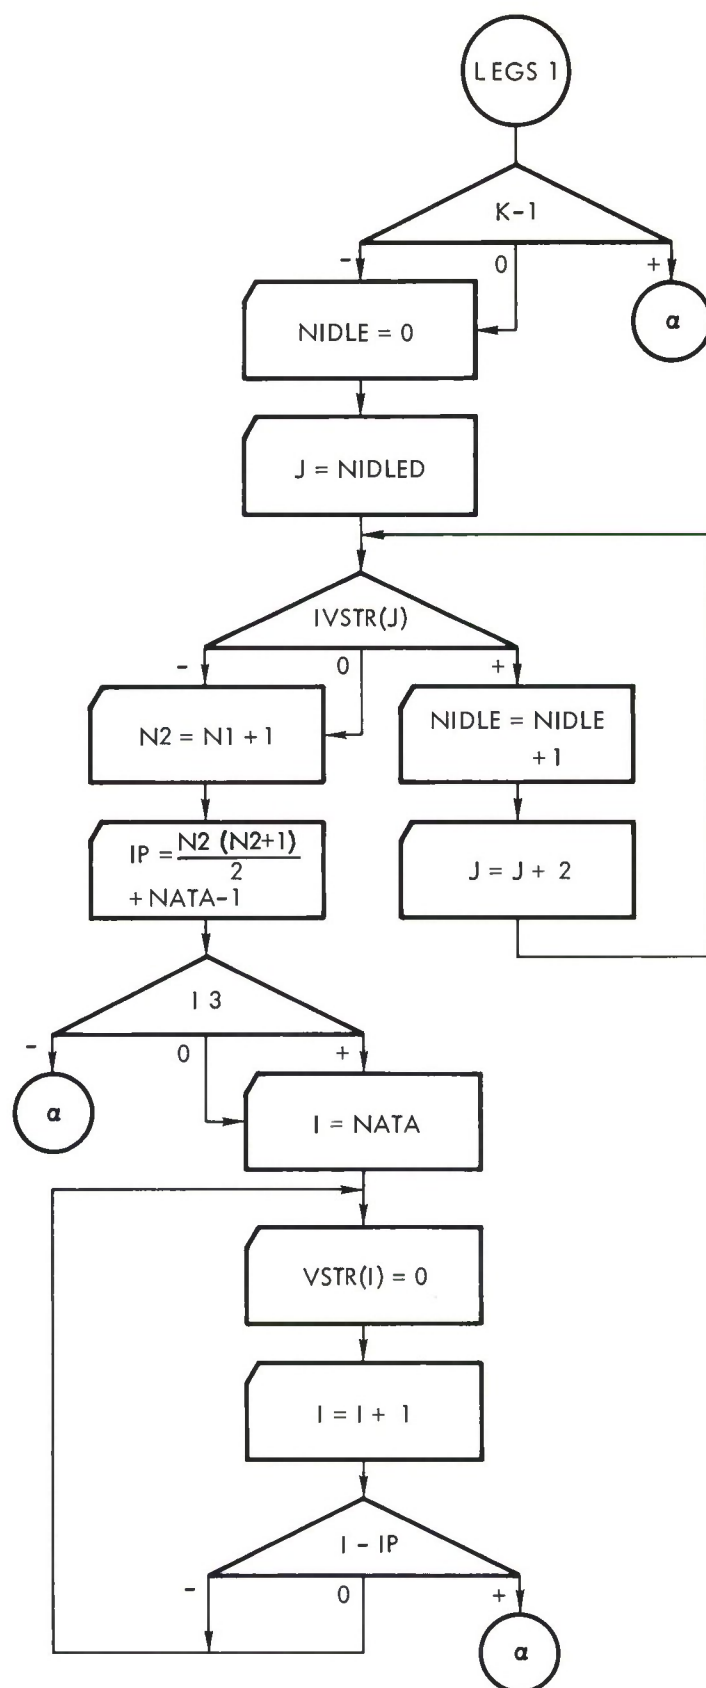 LEGS 1
K-1
- 0 +
NIDLE = 0
α
J = NIDLED
IVSTR(J)
- 0 +
N2 = N1 + 1
NIDLE = NIDLE
+1
IP = N2 (N2+1)
2
+ NATA-1
J = J + 2
I 3
- 0 +
α
I = NATA
VSTR(I) = 0
I = I + 1
I - IP
- 0 +
α